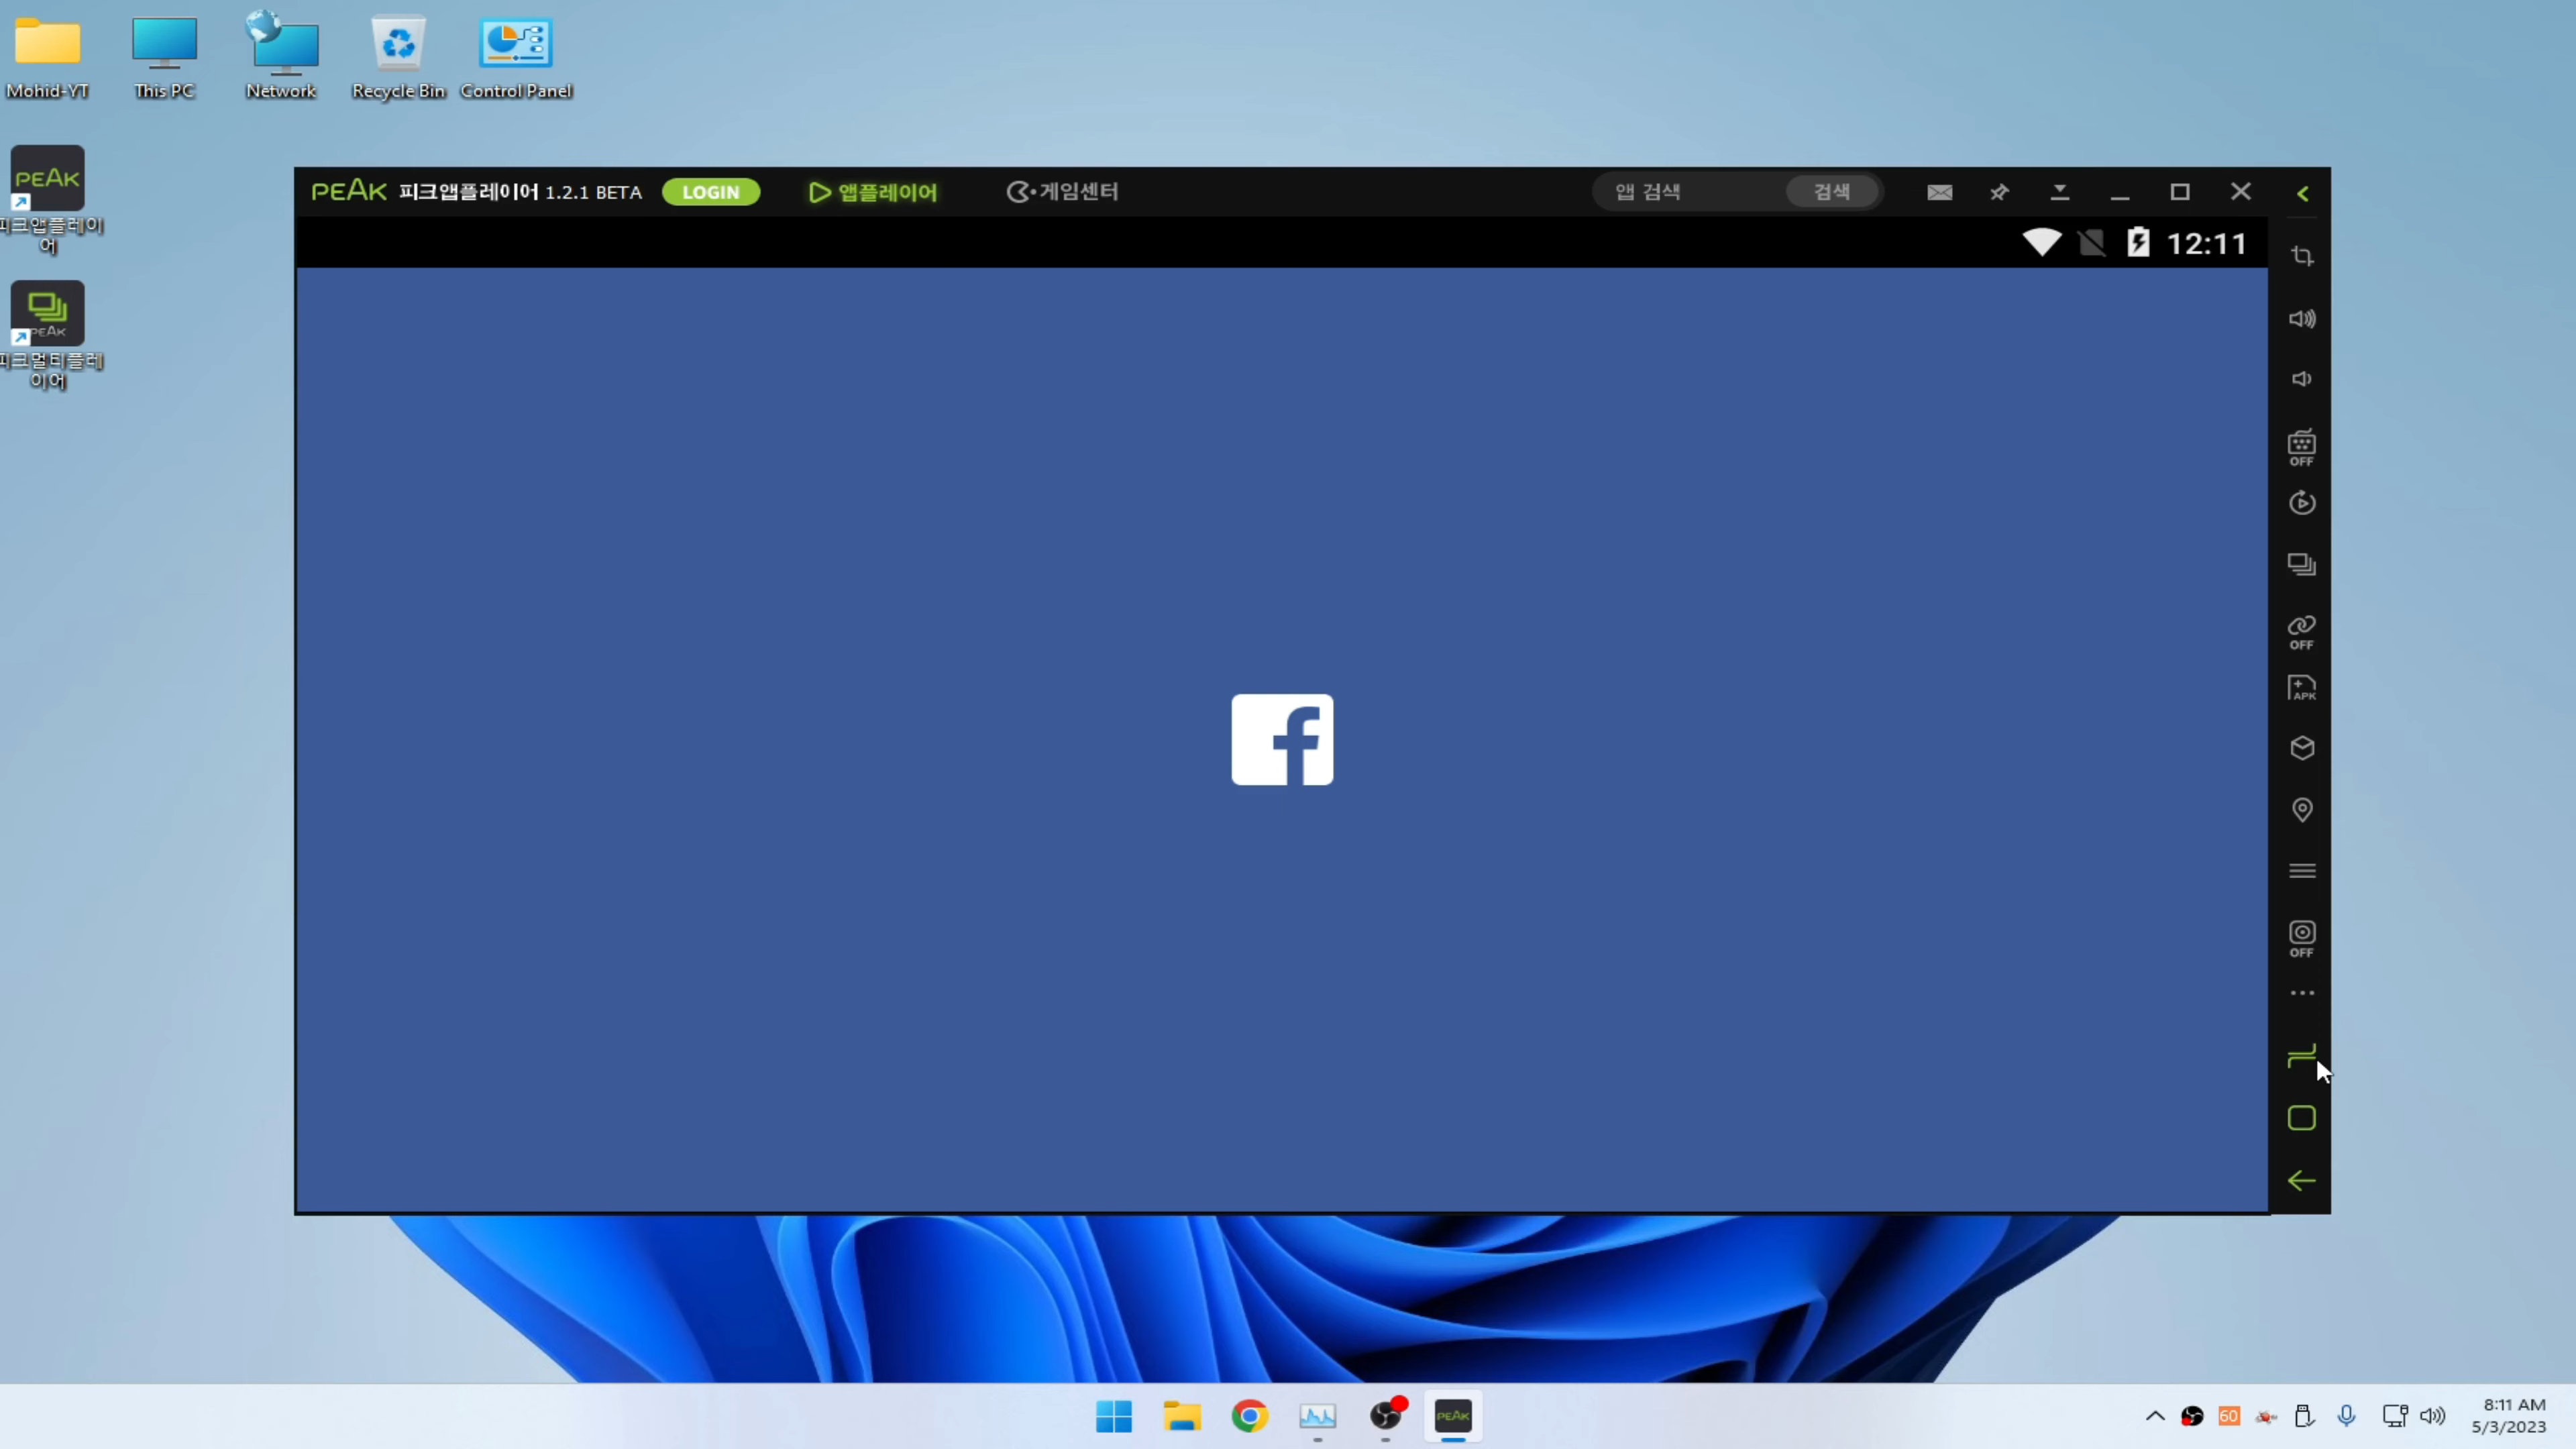 Mohid-YT
This PC
Network
Recycle Bin
Control Panel
PEAK
피크앱플레이
어
PEAK
피크멀티플레
이어
PEAK 피크앱플레이어 1.2.1 BETA LOGIN 앱플레이어 게임센터 앱 검색 검색
12:11
OFF
OFF
APK
OFF
f
PEAK
60
8:11 AM
5/3/2023